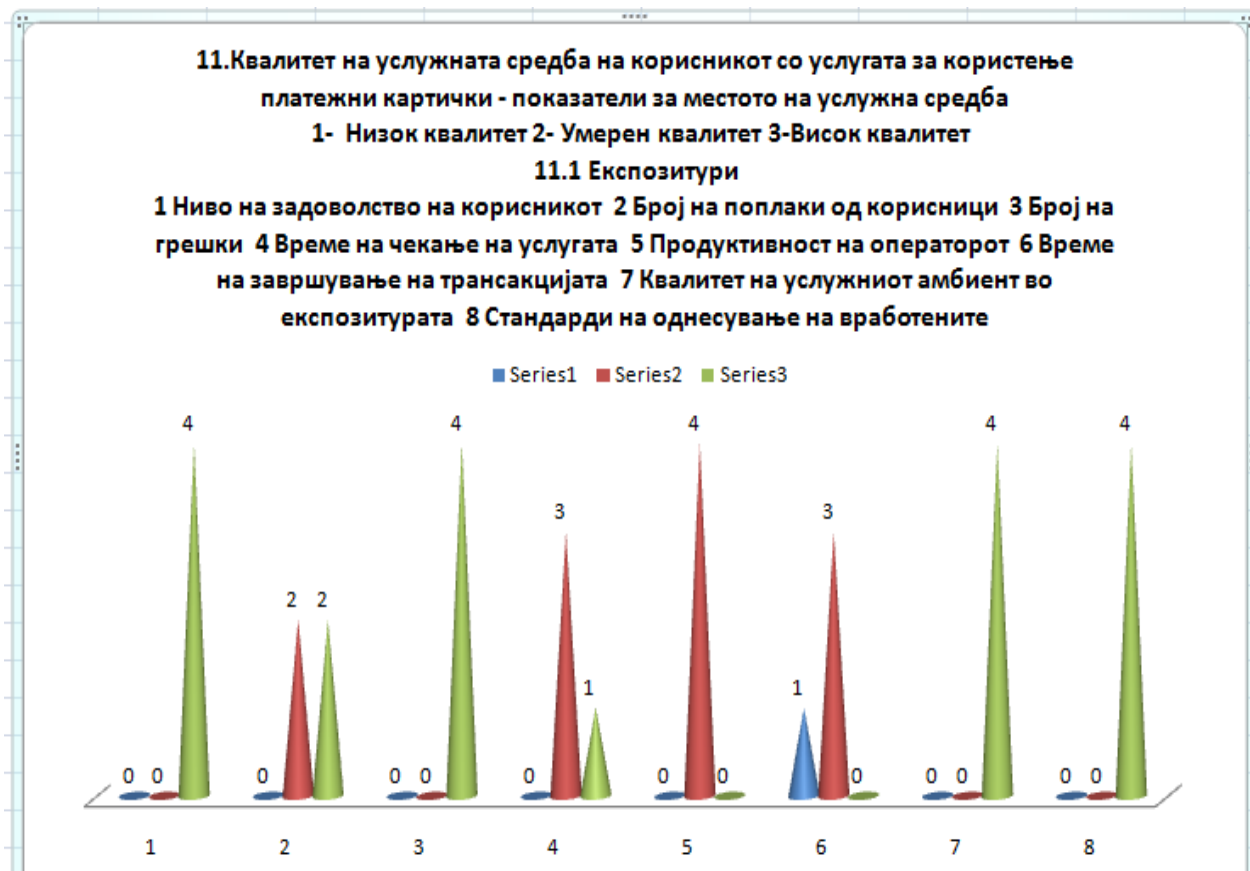 11.Квалитет на услужната средба на корисникот со услугата за користење
платежни картички - показатели за местото на услужна средба
1- Низок квалитет 2- Умерен квалитет 3-Висок квалитет
11.1 Експозитури
1 Ниво на задоволство на корисникот 2 Број на поплаки од корисници 3 Број на
грешки 4 Време на чекање на услугата 5 Продуктивност на операторот 6 Време
на завршување на трансакцијата 7 Квалитет на услужниот амбиент во
експозитурата 8 Стандарди на однесување на вработените
Series1 Series2 Series3
4 4 4 4 4
3 3
2 2
1 1
0 0 0 0 0 0 0 0 0 0 0 0 0
1 2 3 4 5 6 7 8